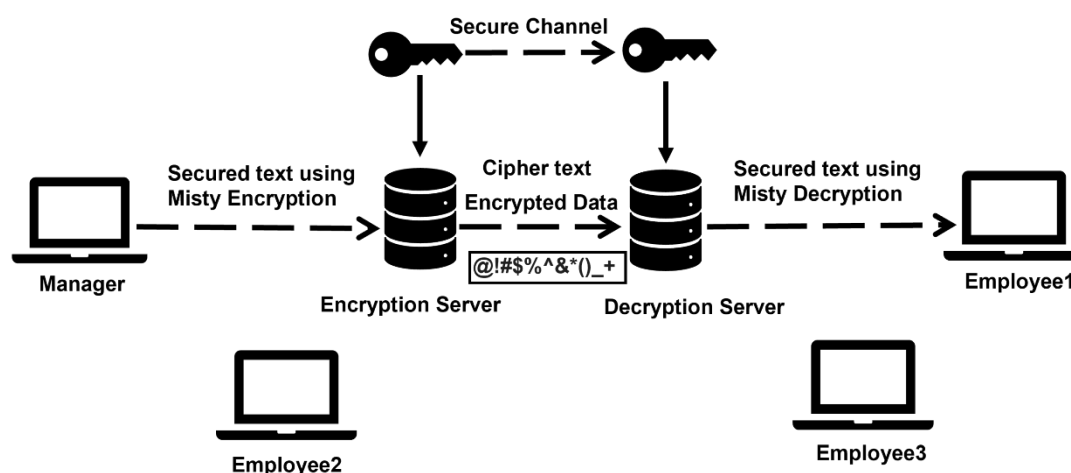 Secure Channel
Secured text using
Misty Encryption
Cipher text
Encrypted Data
@!#$%^&*()_+
Secured text using
Misty Decryption
Manager
Encryption Server
Decryption Server
Employee1
Employee2
Employee3